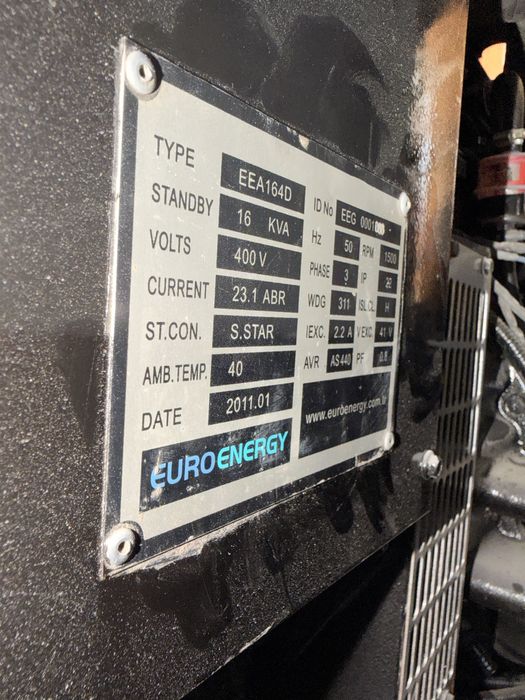 TYPE EEA164D ID No
STANDBY 16 KVA Hz 50 RPM 1500
VOLTS 400 V PHASE 3 IP
CURRENT 23.1 ABR WDG 311 ISL.CL. H
ST.CON. S.STAR IEXC. 2.2 A V EXC. 41 V
AMB.TEMP. 40 AVR AS440 PF 0.8
DATE 2011.01 www.euroenergy.com.tr
EUROENERGY